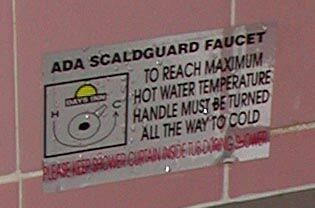 ADA SCALDGUARD FAUCET
DAYS INN
H C
TO REACH MAXIMUM
HOT WATER TEMPERATURE
HANDLE MUST BE TURNED
ALL THE WAY TO COLD
PLEASE KEEP SHOWER CURTAIN INSIDE TUB DURING SHOWER